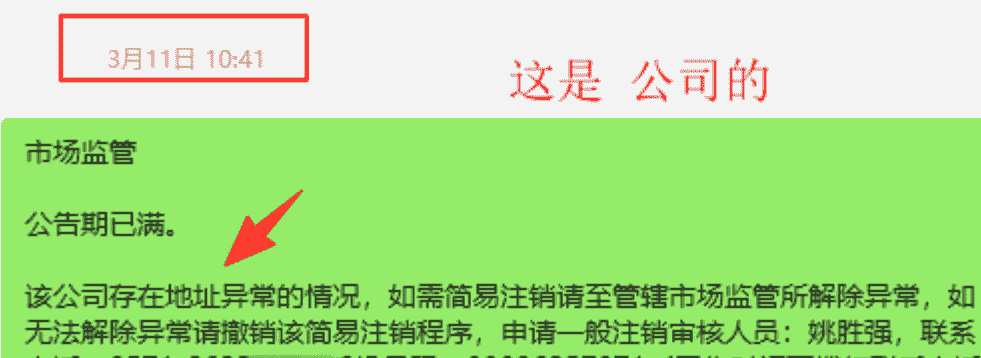 3月11日 10:41
这是 公司的
市场监管
公告期已满。
该公司存在地址异常的情况，如需简易注销请至管辖市场监管所解除异常，如
无法解除异常请撤销该简易注销程序，申请一般注销审核人员：姚胜强，联系